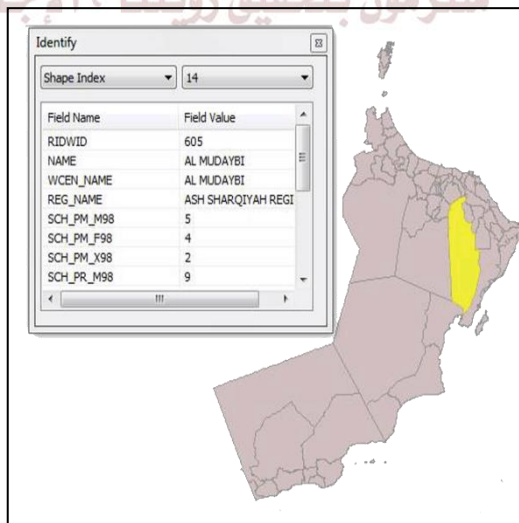 Identify
Shape Index 14
Field Name Field Value
RIDWID 605
NAME AL MUDAYBI
WCEN_NAME AL MUDAYBI
REG_NAME ASH SHARQIYAH REGI
SCH_PM_M98 5
SCH_PM_F98 4
SCH_PM_X98 2
SCH_PR_M98 9